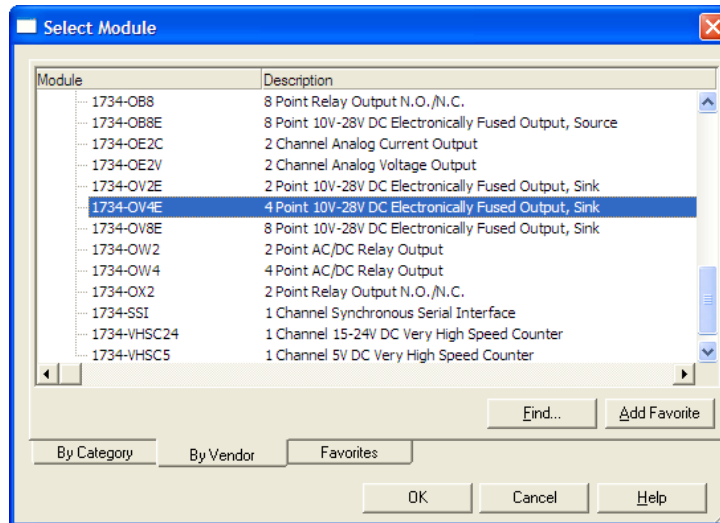 Select Module
Module Description
1734-OB8 8 Point Relay Output N.O./N.C.
1734-OB8E 8 Point 10V-28V DC Electronically Fused Output, Source
1734-OE2C 2 Channel Analog Current Output
1734-OE2V 2 Channel Analog Voltage Output
1734-OV2E 2 Point 10V-28V DC Electronically Fused Output, Sink
1734-OV4E 4 Point 10V-28V DC Electronically Fused Output, Sink
1734-OV8E 8 Point 10V-28V DC Electronically Fused Output, Sink
1734-OW2 2 Point AC/DC Relay Output
1734-OW4 4 Point AC/DC Relay Output
1734-OX2 2 Point Relay Output N.O./N.C.
1734-SSI 1 Channel Synchronous Serial Interface
1734-VHSC24 1 Channel 15-24V DC Very High Speed Counter
1734-VHSC5 1 Channel 5V DC Very High Speed Counter
Find... Add Favorite
By Category By Vendor Favorites
OK Cancel Help